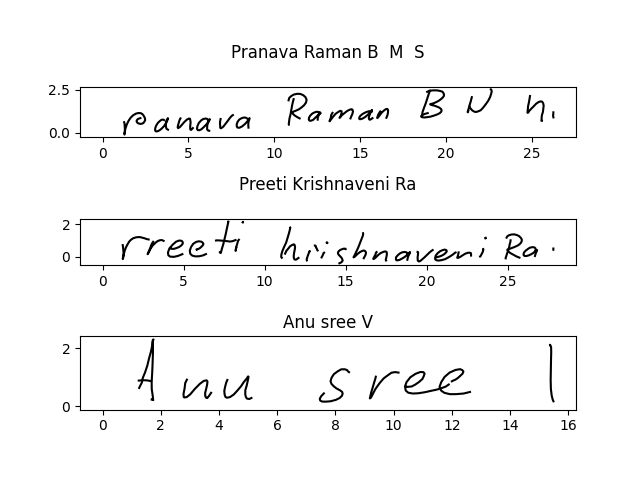 Pranava Raman B M S
2.5
ranava Raman B
0.0
0 5 10 15 20 25
Preeti Krishnaveni Ra
2
rreeti hrishnaveni Ra.
0
0 5 10 15 20 25
Anu sree V
2
Anu sree
0
0 2 4 6 8 10 12 14 16